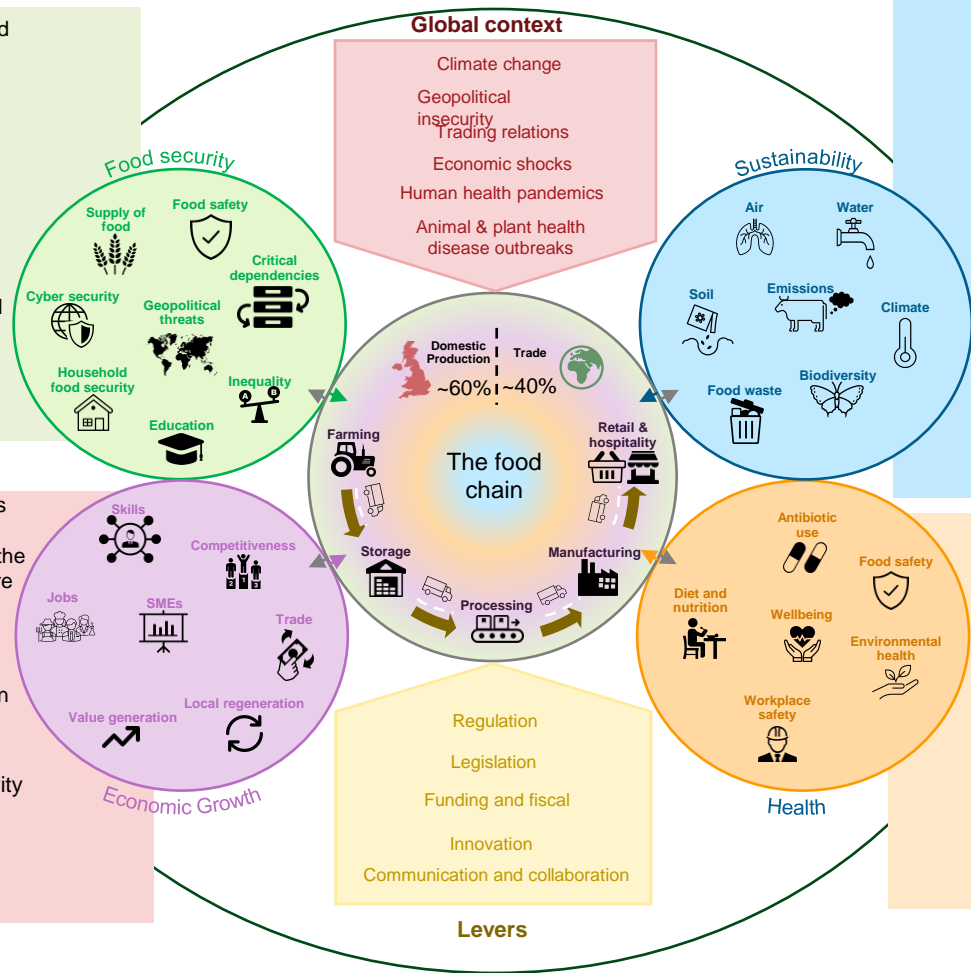 Global context
Climate change
Geopolitical
insecurity
Trading relations
Economic shocks
Human health pandemics
Animal & plant health
disease outbreaks
d
d
Food security
Supply of
food
Food safety
Critical
dependencies
Cyber security
Geopolitical
threats
Household
food security
Inequality
A
B
Education
Sustainability
Air
Water
Soil
Emissions
Climate
Food waste
Biodiversity
Domestic
Production
~60%
Trade
~40%
Farming
Retail &
hospitality
The food
chain
Storage
Manufacturing
Processing
s
the
re
n
ity
Skills
Competitiveness
2 1 3
Jobs
SMEs
Trade
Value generation
Local regeneration
Economic Growth
Antibiotic
use
Food safety
Diet and
nutrition
Wellbeing
Environmental
health
Workplace
safety
Health
Regulation
Legislation
Funding and fiscal
Innovation
Communication and collaboration
Levers